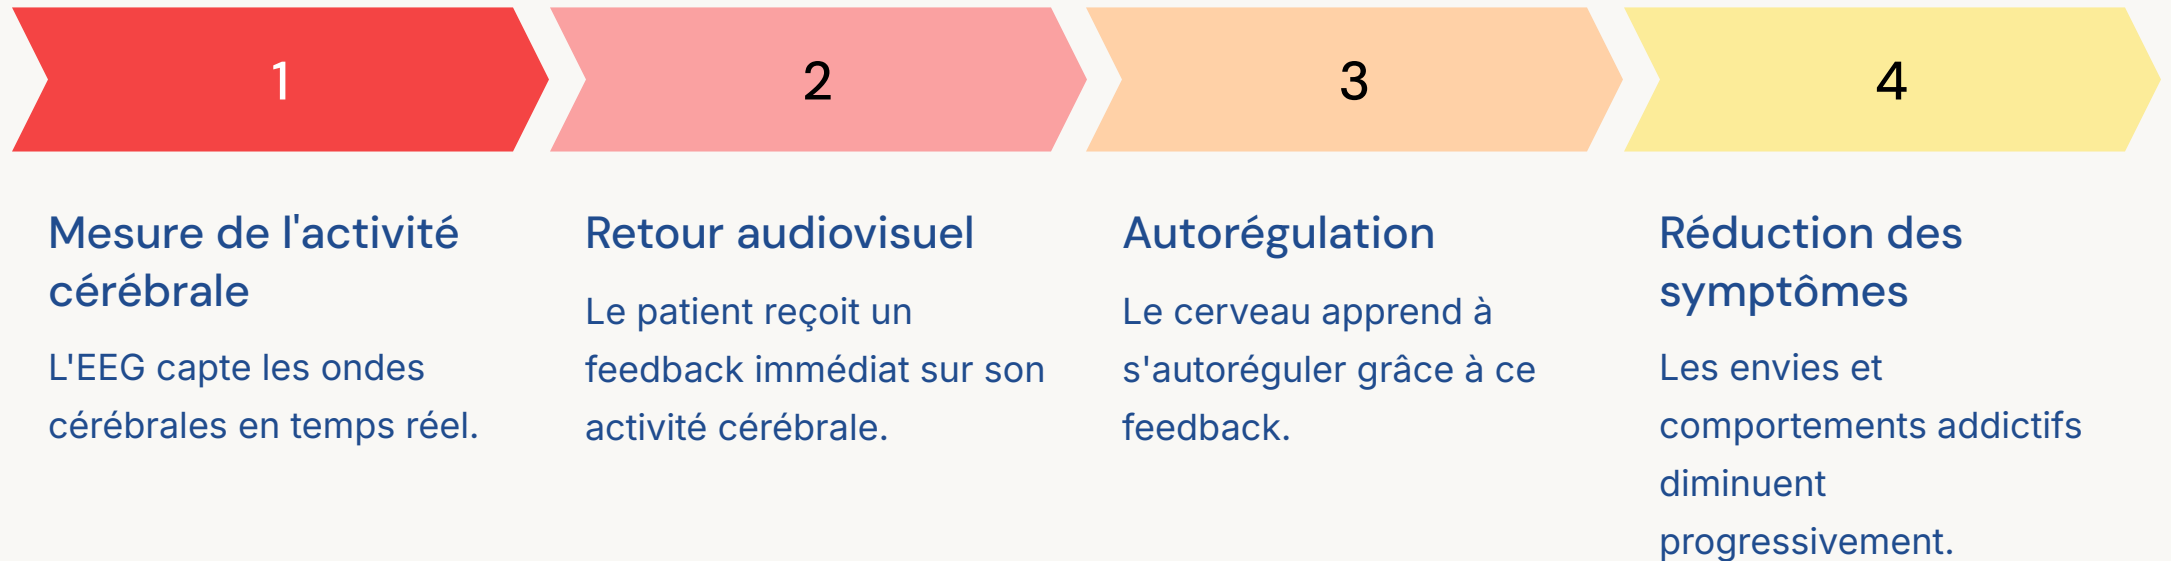 1
2
3
4
Mesure de l'activité
cérébrale
L'EEG capte les ondes
cérébrales en temps réel.
Retour audiovisuel
Le patient reçoit un
feedback immédiat sur son
activité cérébrale.
Autorégulation
Le cerveau apprend à
s'autoréguler grâce à ce
feedback.
Réduction des
symptômes
Les envies et
comportements addictifs
diminuent
progressivement.